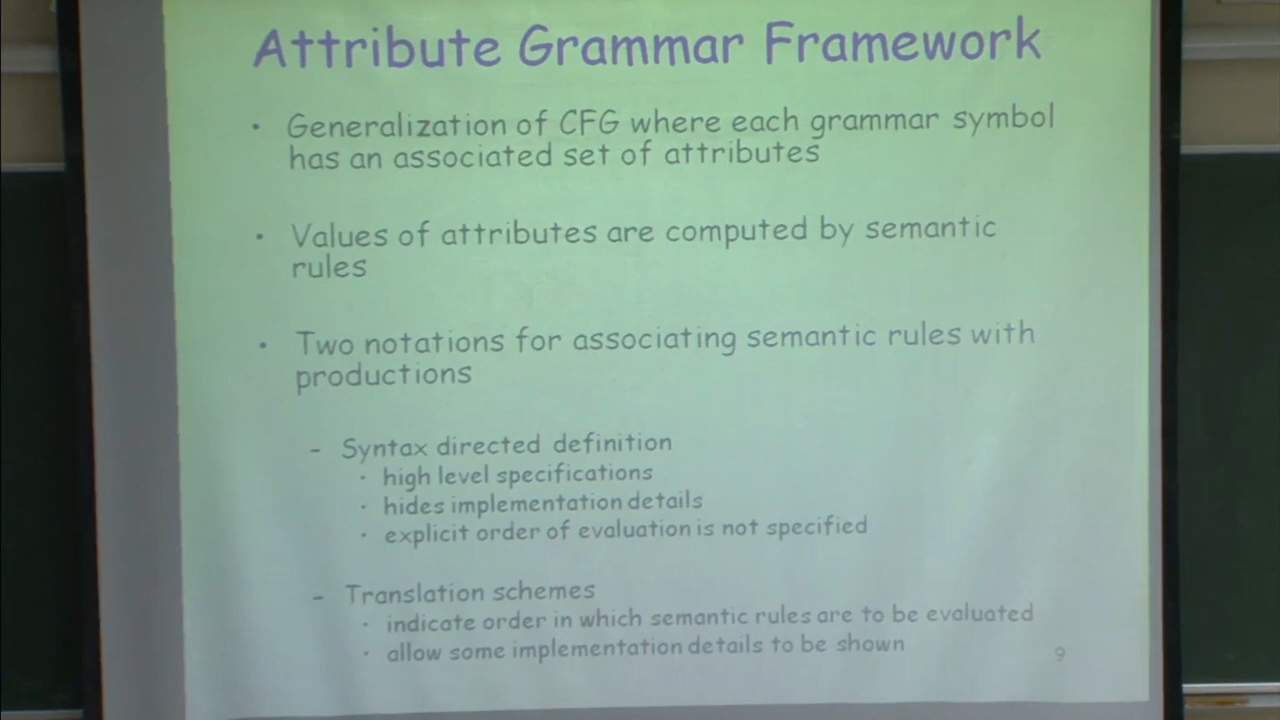 Attribute Grammar Framework
• Generalization of CFG where each grammar symbol
has an associated set of attributes
• Values of attributes are computed by semantic
rules
• Two notations for associating semantic rules with
productions
– Syntax directed definition
• high level specifications
• hides implementation details
• explicit order of evaluation is not specified
– Translation schemes
• indicate order in which semantic rules are to be evaluated
• allow some implementation details to be shown
9